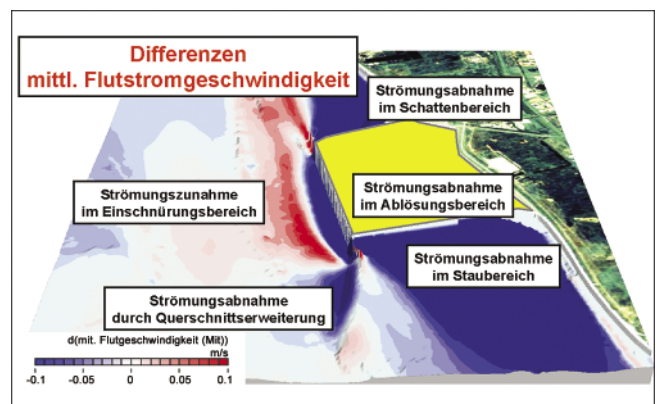 Differenzen
mittl. Flutstromgeschwindigkeit
Strömungsabnahme
im Schattenbereich
Strömungszunahme
im Einschnürungsbereich
Strömungsabnahme
im Ablösungsbereich
Strömungsabnahme
im Staubereich
Strömungsabnahme
durch Querschnittserweiterung
d(mit. Flutgeschwindigkeit (Mit))
m/s
-0.1 -0.05 0 0.05 0.1